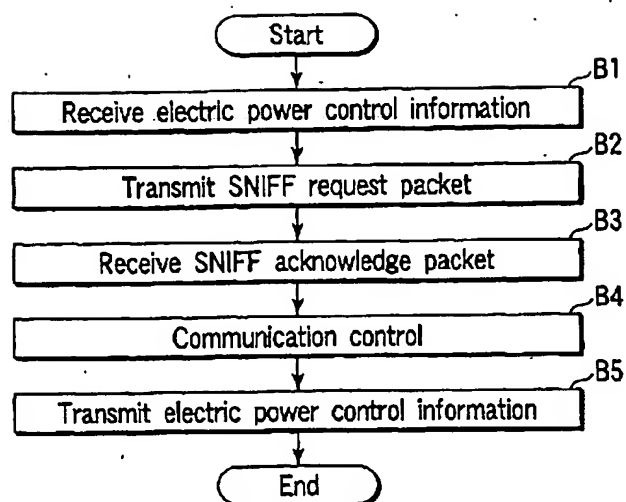 Start
B1
Receive electric power control information
B2
Transmit SNIFF request packet
B3
Receive SNIFF acknowledge packet
B4
Communication control
B5
Transmit electric power control information
End